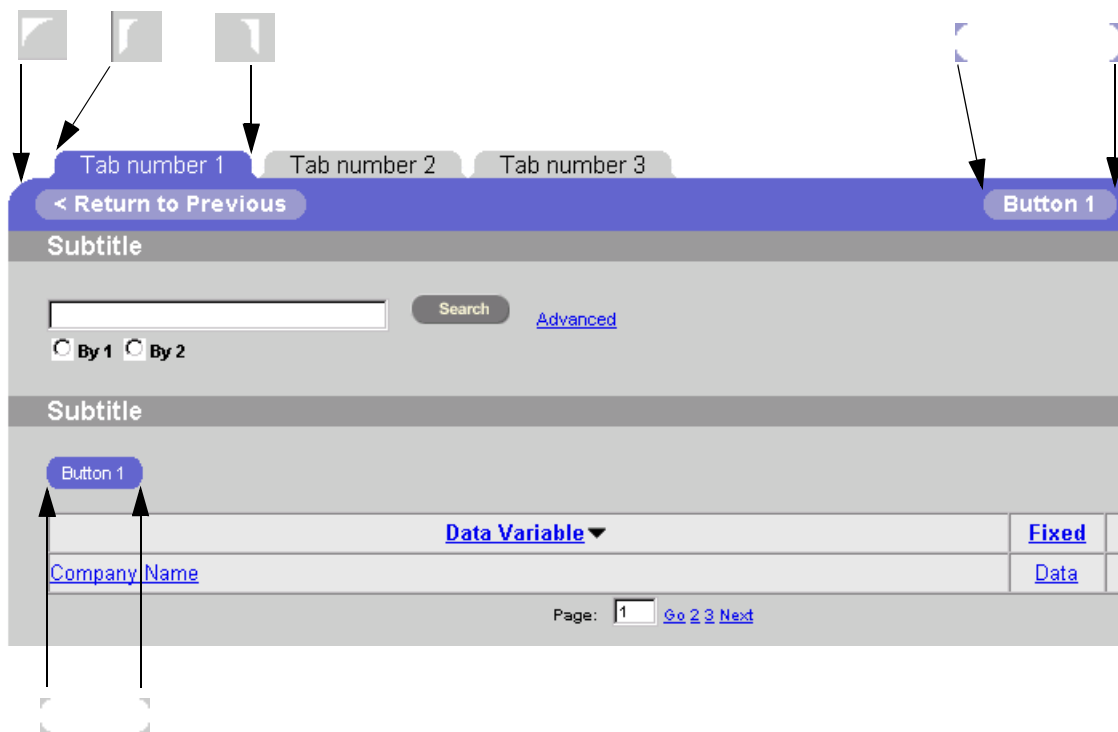 Tab number 1 Tab number 2 Tab number 3
< Return to Previous Button 1
Subtitle
Search Advanced
By 1 By 2
Subtitle
Button 1
Data Variable Fixed
Company Name Data
Page: 1 Go 2 3 Next